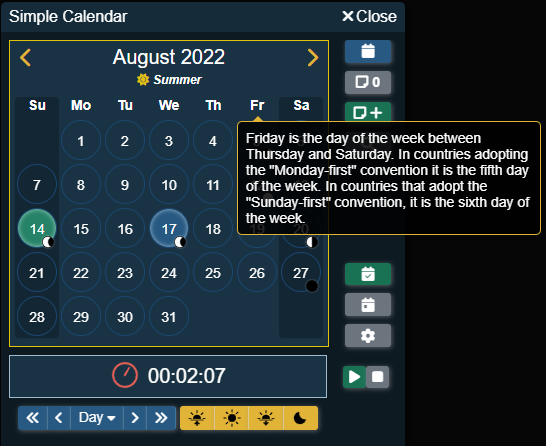 Simple Calendar
Close
August 2022
0
Summer
Su Mo Tu We Th Fr Sa
1 2 3 4
Friday is the day of the week between
Thursday and Saturday. In countries adopting
the "Monday-first" convention it is the fifth day
of the week. In countries that adopt the
"Sunday-first" convention, it is the sixth day of
the week.
7 8 9 10 11
14 15 16 17 18 19 20
21 22 23 24 25 26 27
28 29 30 31
00:02:07
Day